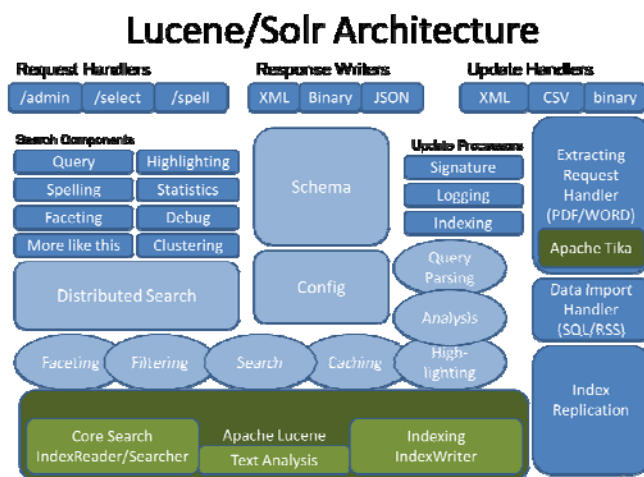 Lucene/Solr Architecture
Request Handlers
/admin /select /spell
Response Writers
XML Binary JSON
Update Handlers
XML CSV binary
Search Components
Query Highlighting
Spelling Statistics
Faceting Debug
More like this Clustering
Distributed Search
Schema
Config
Update Processors
Signature
Logging
Indexing
Query
Parsing
Analysis
High-
lighting
Extracting
Request
Handler
(PDF/WORD)
Apache Tika
Data Import
Handler
(SQL/RSS)
Index
Replication
Faceting Filtering Search Caching
Core Search
IndexReader/Searcher
Apache Lucene
Text Analysis
Indexing
IndexWriter